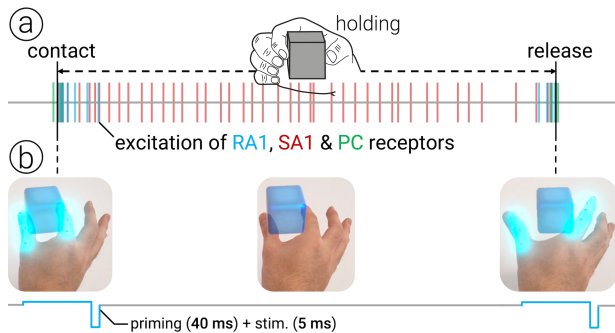 a
holding
contact
release
excitation of RA1, SA1 & PC receptors
b
priming (40 ms) + stim. (5 ms)